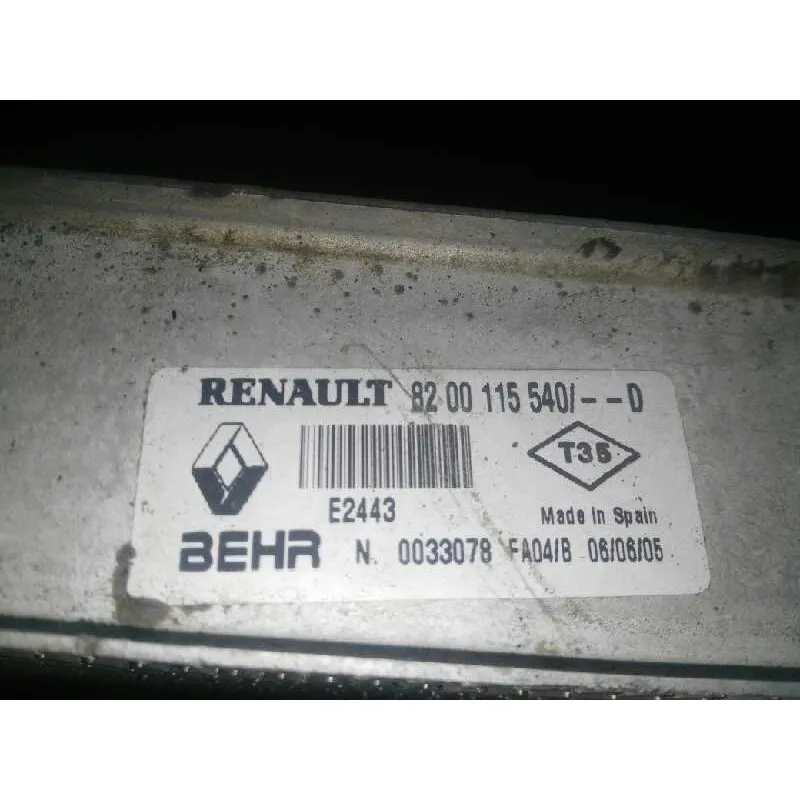 RENAULT 82 00 115 540/--D
T35
E2443
Made In Spain
BEHR N. 0033078 FA04/B 06/06/05